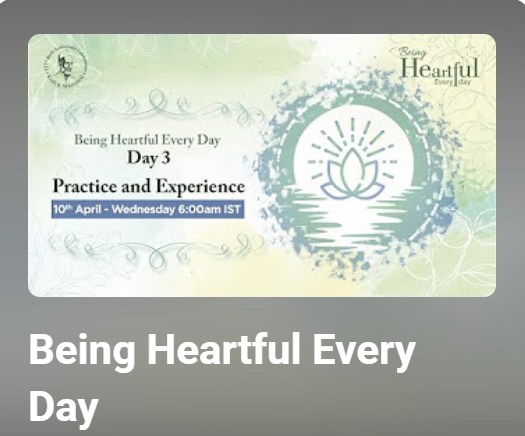 Being
Heartful
Every day
Being Heartful Every Day
Day 3
Practice and Experience
10th April - Wednesday 6:00am IST
Being Heartful Every
Day